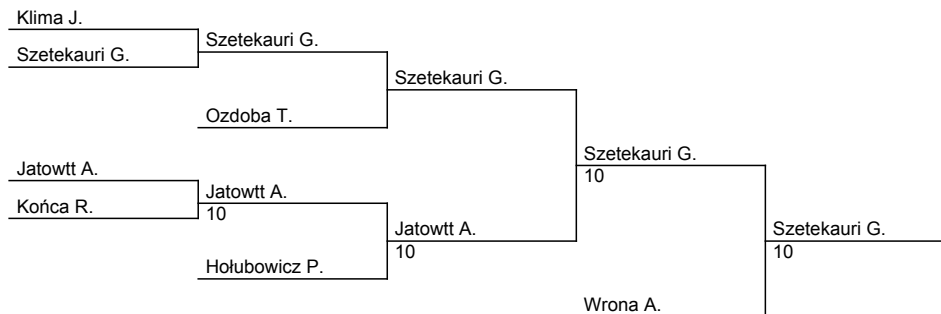 Klima J.
Szetekauri G.
Szetekauri G.
Szetekauri G.
Ozdoba T.
Szetekauri G.
10
Jatowtt A.
Jatowtt A.
10
Końca R.
Jatowtt A.
10
Szetekauri G.
10
Hołubowicz P.
Wrona A.